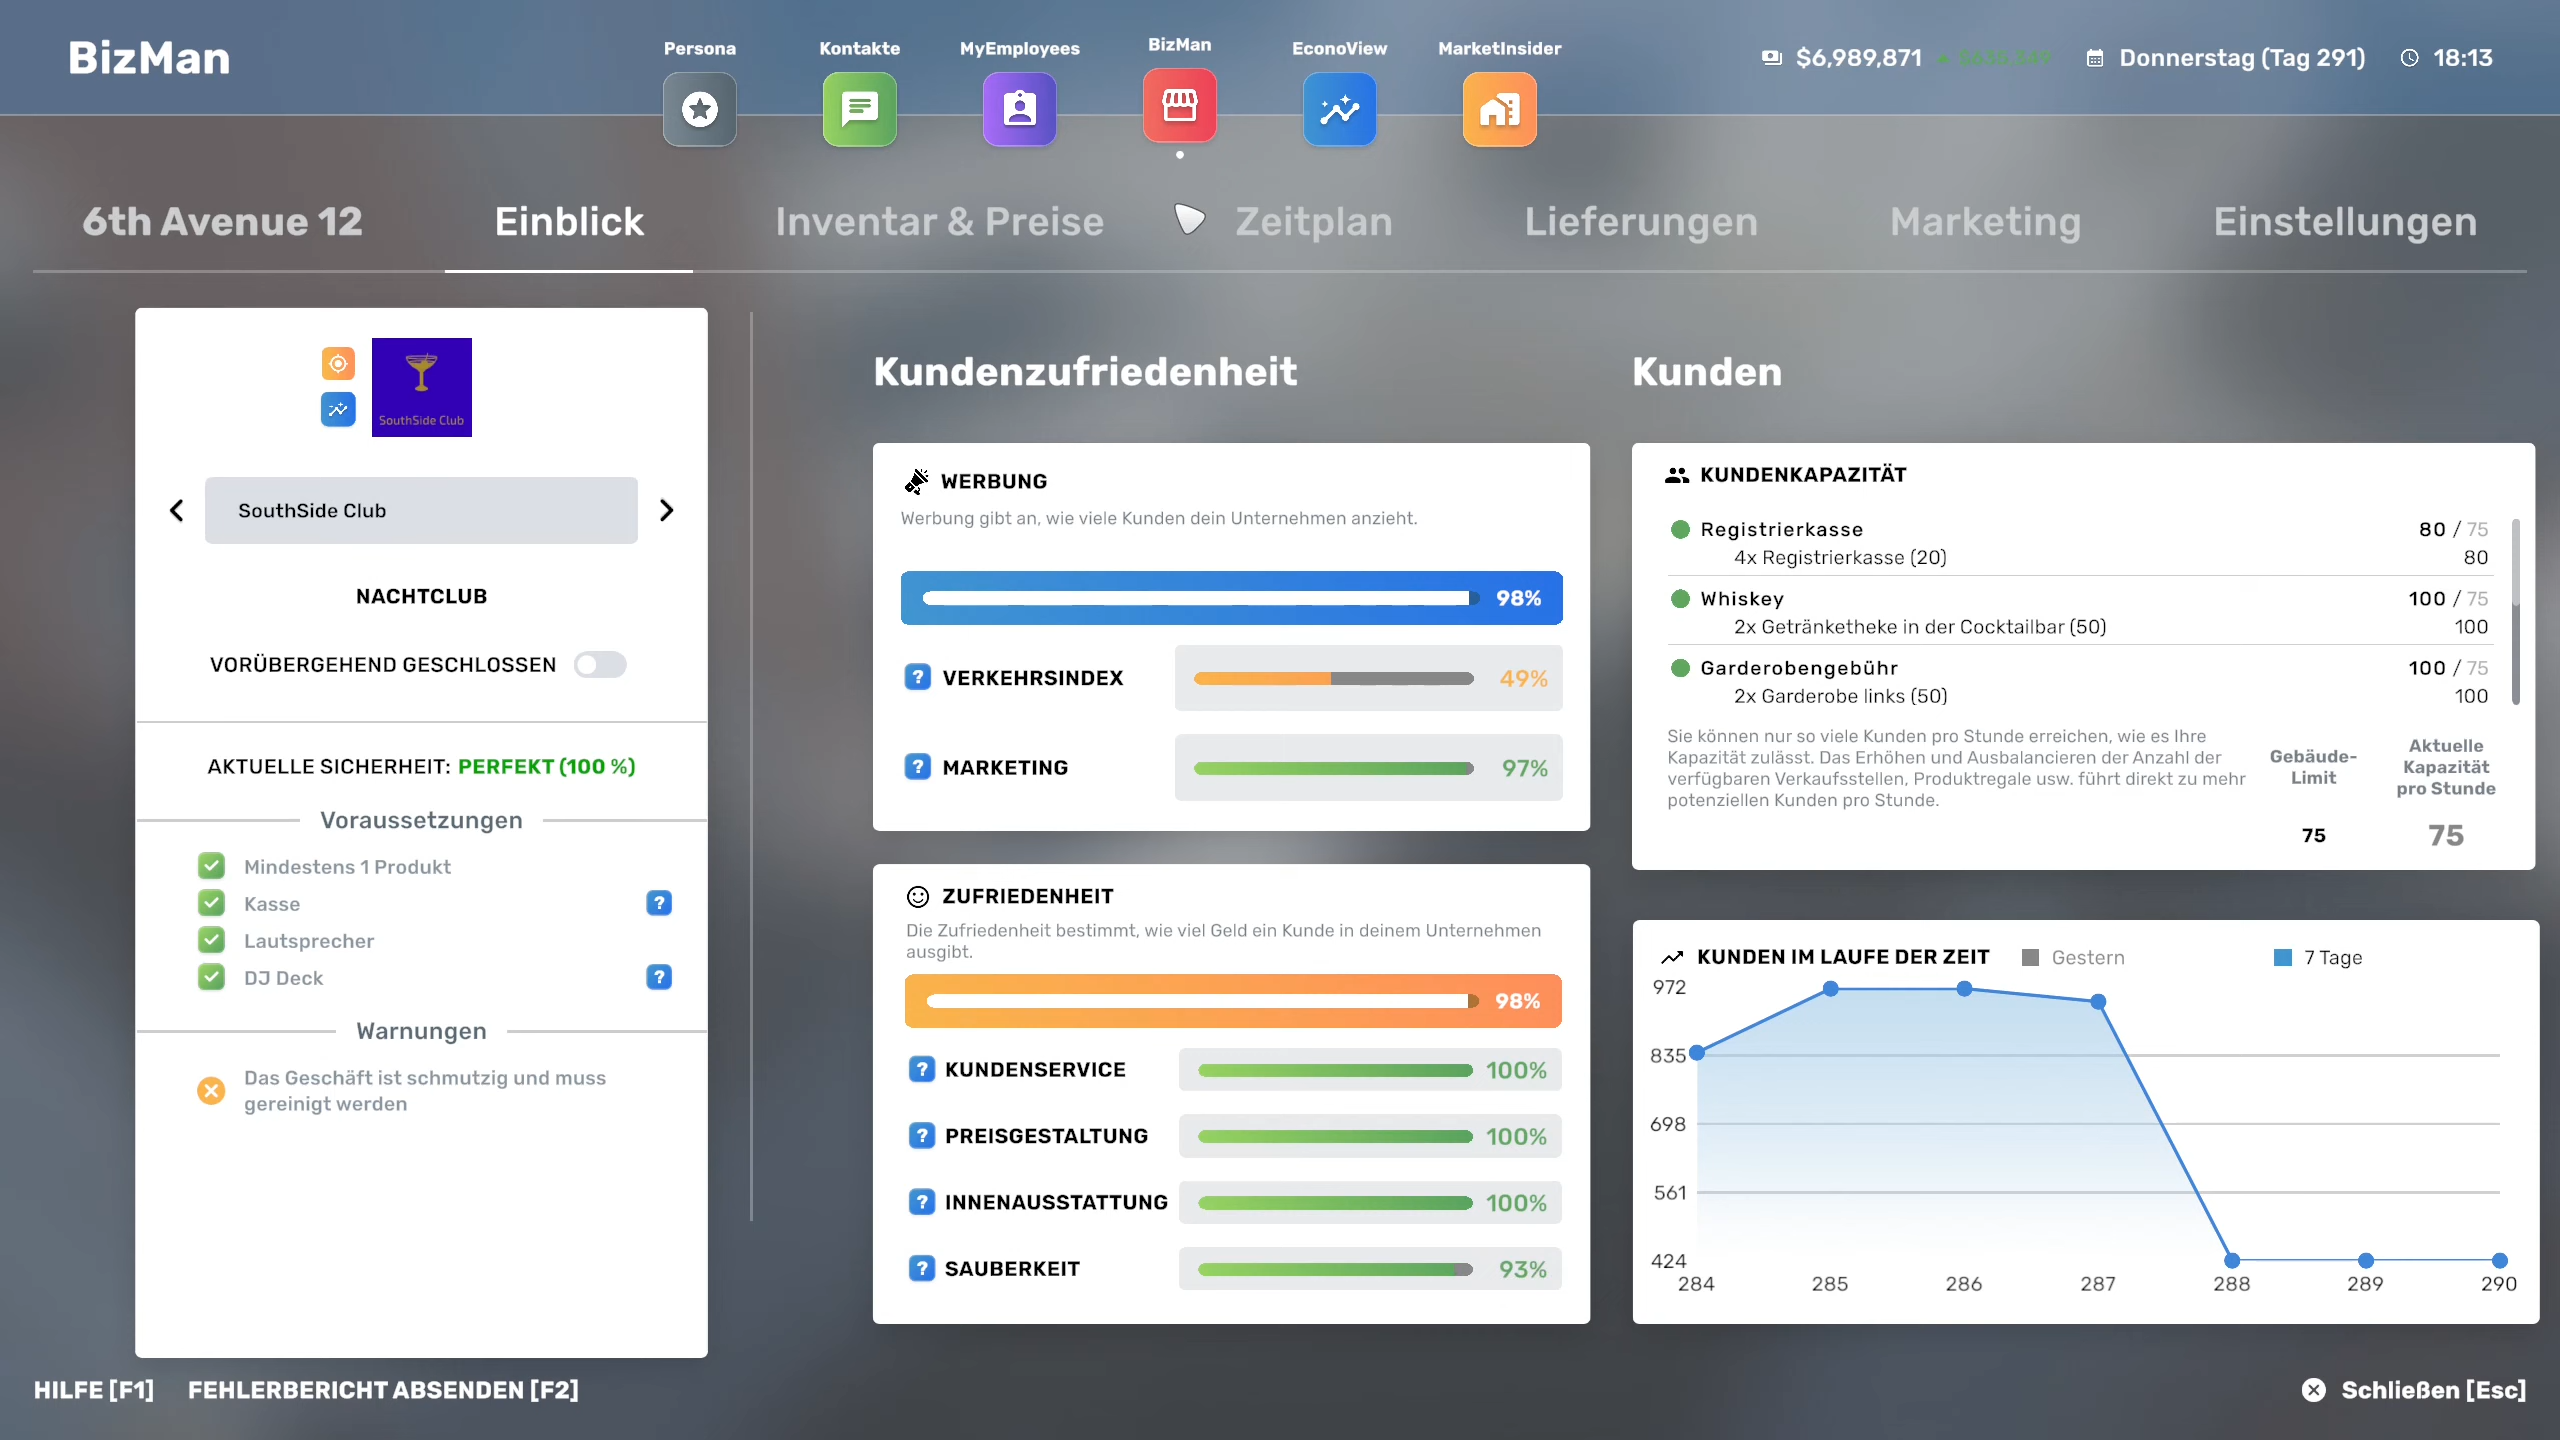 BizMan
Persona
Kontakte
MyEmployees
BizMan
EconoView
MarketInsider
$6,989,871
Donnerstag (Tag 291)
18:13
6th Avenue 12
Einblick
Inventar & Preise
Zeitplan
Lieferungen
Marketing
Einstellungen
SouthSide Club
SouthSide Club
NACHTCLUB
VORÜBERGEHEND GESCHLOSSEN
AKTUELLE SICHERHEIT: PERFEKT (100 %)
Voraussetzungen
Mindestens 1 Produkt
Kasse
Lautsprecher
DJ Deck
Warnungen
Das Geschäft ist schmutzig und muss
gereinigt werden
Kundenzufriedenheit
WERBUNG
Werbung gibt an, wie viele Kunden dein Unternehmen anzieht.
98%
VERKEHRSINDEX 49%
MARKETING 97%
ZUFRIEDENHEIT
Die Zufriedenheit bestimmt, wie viel Geld ein Kunde in deinem Unternehmen
ausgibt.
98%
KUNDENSERVICE 100%
PREISGESTALTUNG 100%
INNENAUSSTATTUNG 100%
SAUBERKEIT 93%
Kunden
KUNDENKAPAZITÄT
Registrierkasse 80 / 75
4x Registrierkasse (20) 80
Whiskey 100 / 75
2x Getränketheke in der Cocktailbar (50) 100
Garderobengebühr 100 / 75
2x Garderobe links (50) 100
Sie können nur so viele Kunden pro Stunde erreichen, wie es Ihre
Kapazität zulässt. Das Erhöhen und Ausbalancieren der Anzahl der
verfügbaren Verkaufsstellen, Produktregale usw. führt direkt zu mehr
potenziellen Kunden pro Stunde.
Gebäude-
Limit
75
Aktuelle
Kapazität
pro Stunde
75
KUNDEN IM LAUFE DER ZEIT
Gestern
7 Tage
972
835
698
561
424
284 285 286 287 288 289 290
HILFE [F1]
FEHLERBERICHT ABSENDEN [F2]
Schließen [Esc]